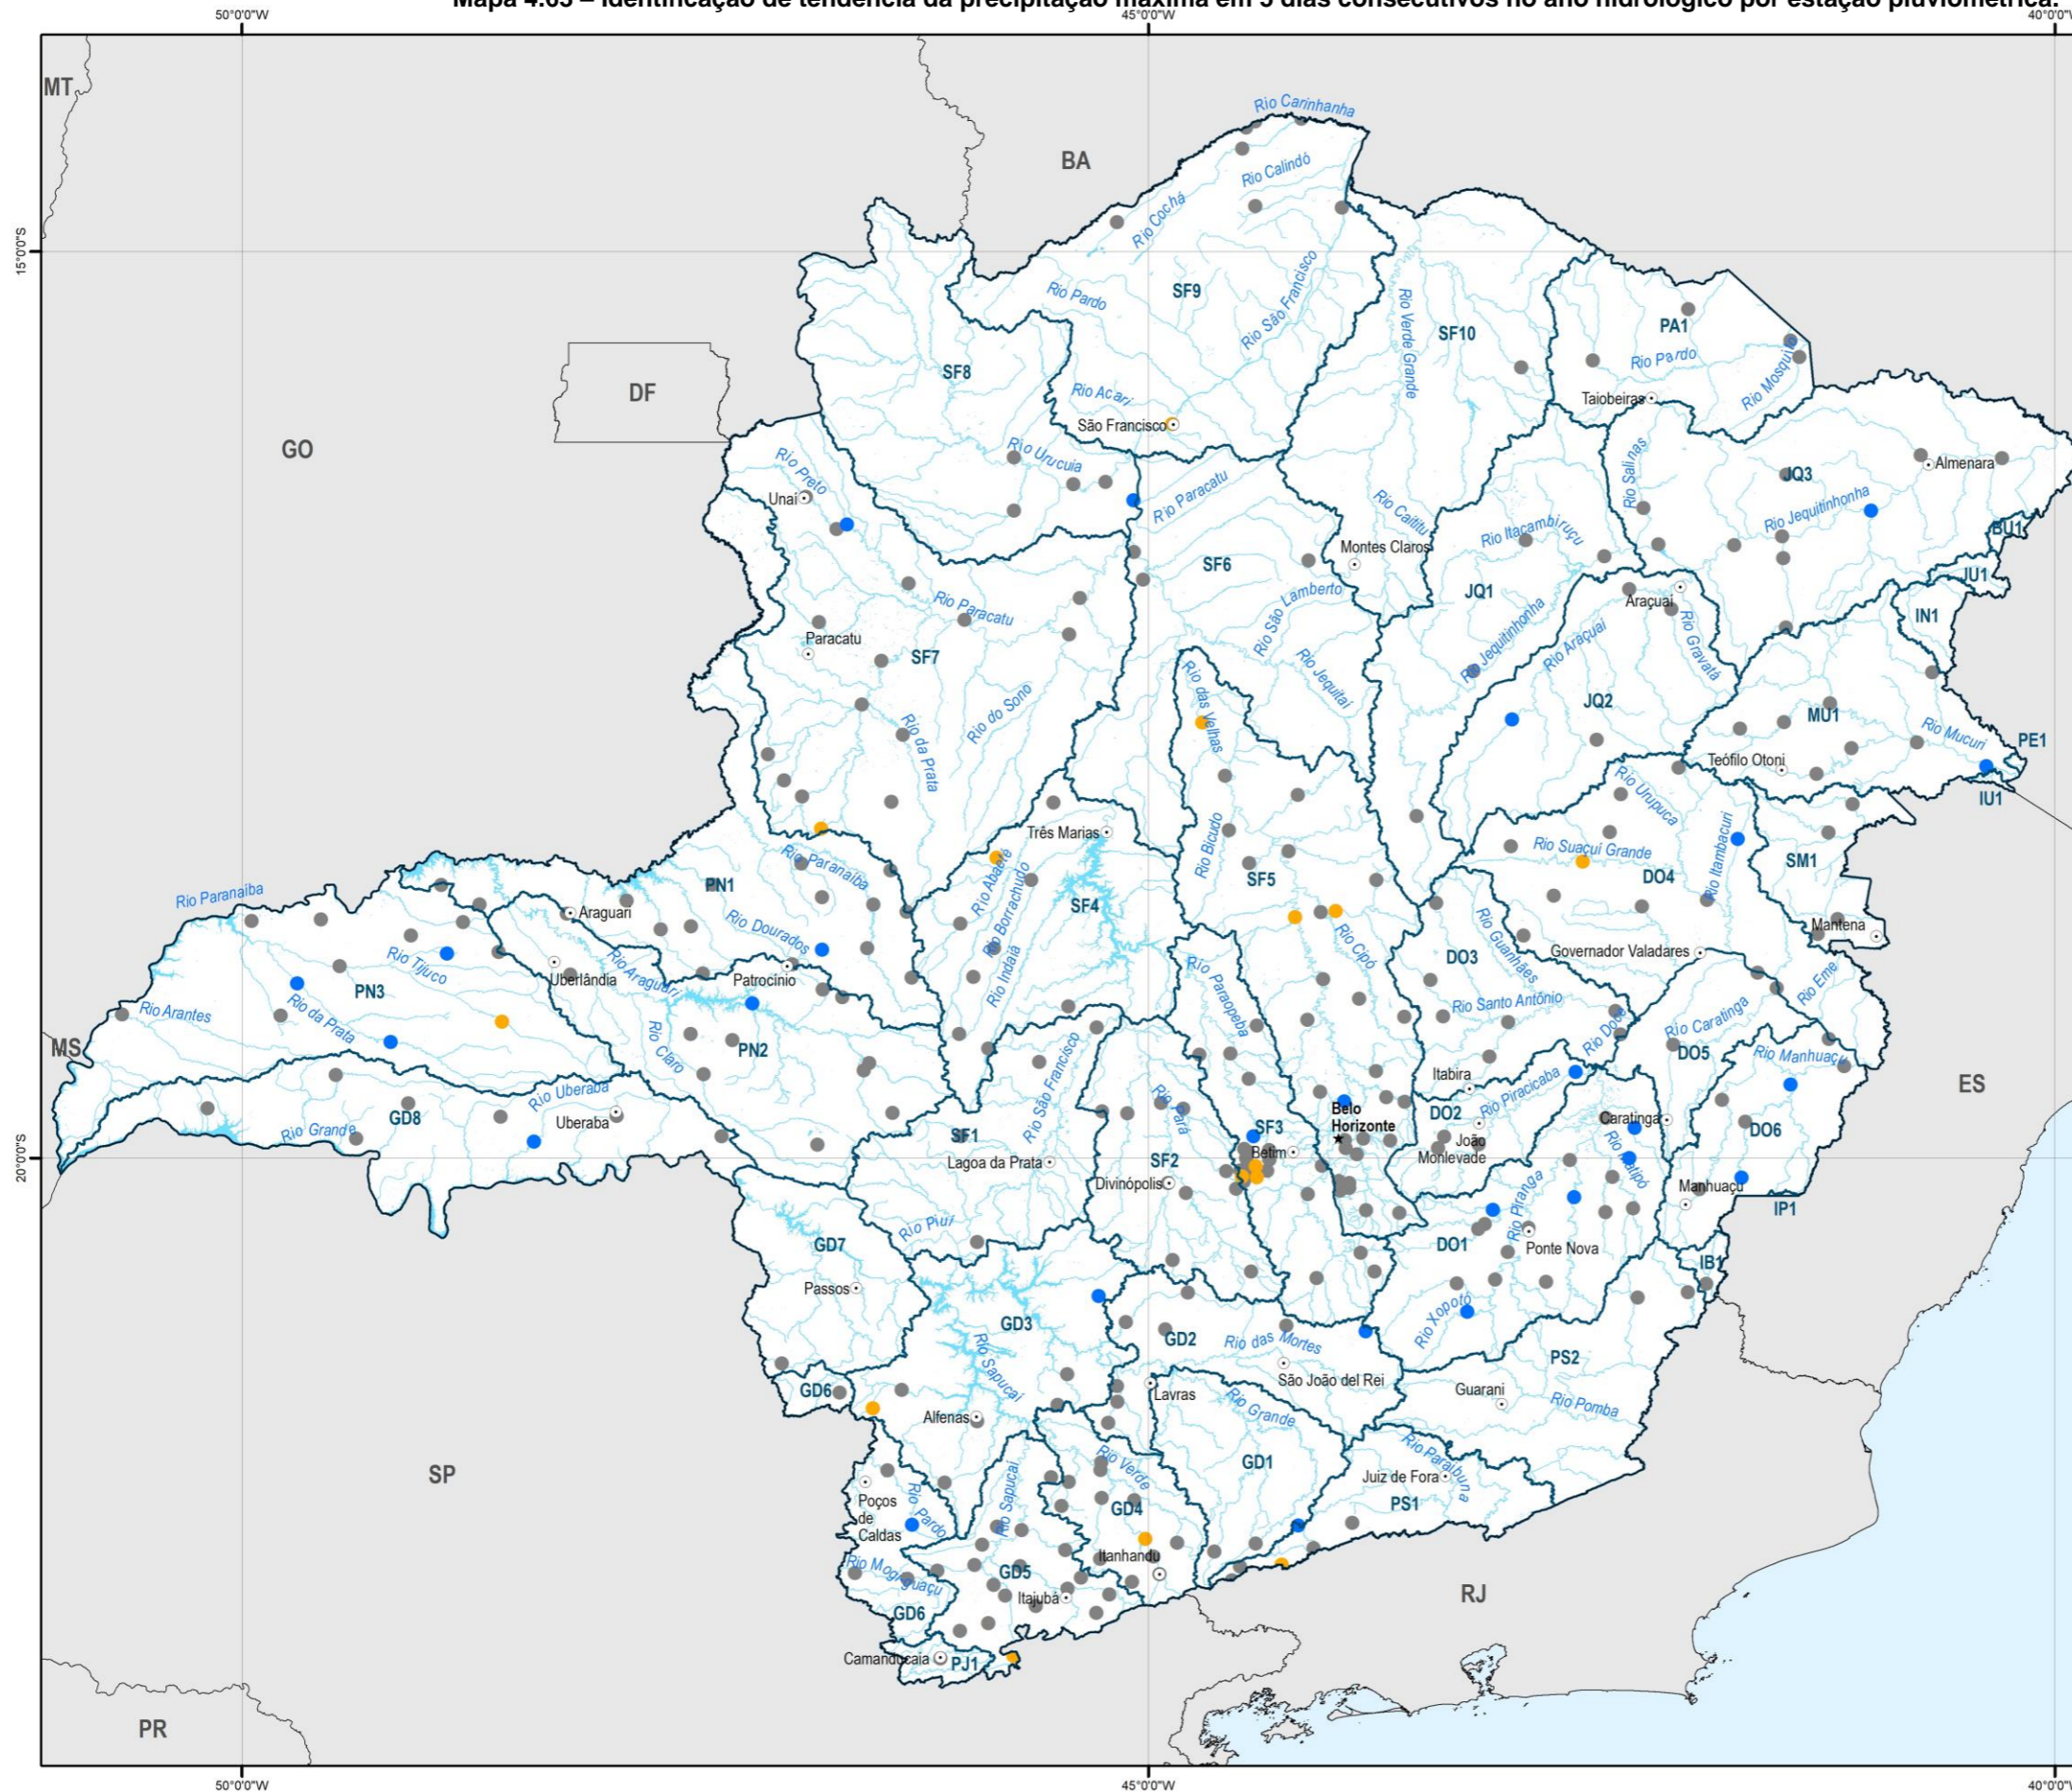 Mapa 4.63 – Identificação de tendência da precipitação máxima em 5 dias consecutivos no ano hidrológico por estação pluviométrica.
50°0'0"W
45°0'0"W
40°0'0"W
MT
Rio Carinhanha
BA
Rio Calindó
Rio Cochá
15°0'0"S
Rio Pardo
SF9
Rio São Francisco
Rio Verde Grande
SF10
PA1
Rio Pardo
Rio Mosquito
DF
SF8
Rio Acari
Taiobeiras
São Francisco
GO
Rio Preto
Rio Urucuia
Rio Salinas
Almenara
JQ3
Unaí
Rio Paracatu
Rio Caititu
Rio Jequitinhonha
BU1
Rio Itacambiruçu
Montes Claros
SF6
JU1
Rio São Lamberto
JQ1
Araçuaí
IN1
Rio Paracatu
Rio Jequitinhonha
Rio Araçuaí
Rio Gravatá
Paracatu
SF7
Rio das Velhas
Rio Jequitaí
Rio do Sono
JQ2
MU1
Rio da Prata
Rio Mucuri
PE1
Teófilo Otoni
Rio Urupuca
IU1
Três Marias
Rio Paranaíba
Rio Bicudo
Rio Suaçuí Grande
Rio Itambacuri
SM1
Rio Abaeté
Rio Borrachudo
PN1
SF5
DO4
Rio Paranaíba
SF4
Araguari
Rio Dourados
Rio Guanhães
Mantena
Rio Cipó
Governador Valadares
Rio Tijuco
Uberlândia
Rio Araguari
Patrocínio
Rio Indaiá
Rio Paraopeba
DO3
Rio Eme
PN3
Rio Arantes
Rio da Prata
Rio Santo Antônio
Rio Doce
Rio Caratinga
MS
Rio Claro
PN2
Rio São Francisco
DO5
Rio Manhuaçu
Itabira
Rio Uberaba
Rio Pará
Rio Piracicaba
ES
GD8
Uberaba
Belo
Horizonte
DO2
Caratinga
Rio Grande
SF1
SF3
João
Monlevade
DO6
20°0'0"S
Lagoa da Prata
SF2
Betim
Rio Matipó
Divinópolis
Rio Piranga
Manhuaçu
IP1
Rio Piuí
GD7
DO1
Ponte Nova
IB1
Passos
Rio Xopotó
GD3
GD2
Rio das Mortes
PS2
Rio Sapucaí
São João del Rei
GD6
Lavras
Guarani
Rio Pomba
Alfenas
Rio Grande
SP
Rio Verde
GD1
Rio Paraibuna
Juiz de Fora
Poços
de
Caldas
Rio Pardo
Rio Sapucaí
PS1
GD4
Itanhandu
Rio Mogi-guaçu
GD5
Itajubá
RJ
GD6
Camanducaia
PJ1
PR
50°0'0"W
45°0'0"W
40°0'0"W